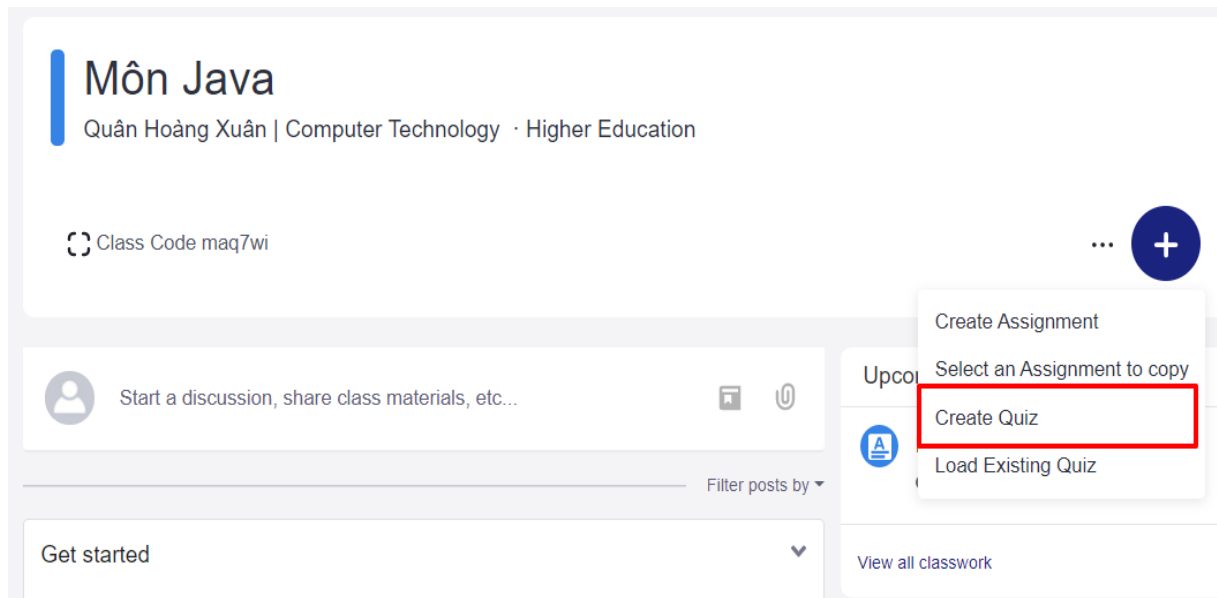 Môn Java
Quân Hoàng Xuân | Computer Technology · Higher Education
Class Code maq7wi
Create Assignment
Select an Assignment to copy
Create Quiz
Load Existing Quiz
Start a discussion, share class materials, etc...
Filter posts by
Get started
Upco
A
View all classwork